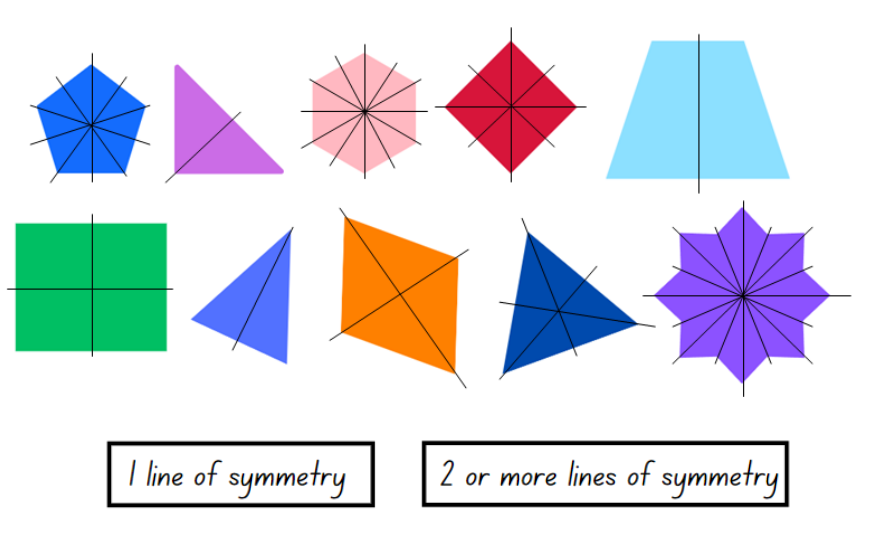 1 line of symmetry
2 or more lines of symmetry